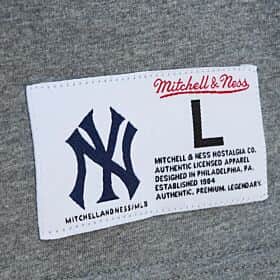 Mitchell & Ness
NY
L
MITCHELL & NESS NOSTALGIA CO.
AUTHENTIC LICENSED APPAREL
DESIGNED IN PHILADELPHIA, PA.
ESTABLISHED 1904
AUTHENTIC. PREMIUM. LEGENDARY.
MITCHELLANDNESS/MLB